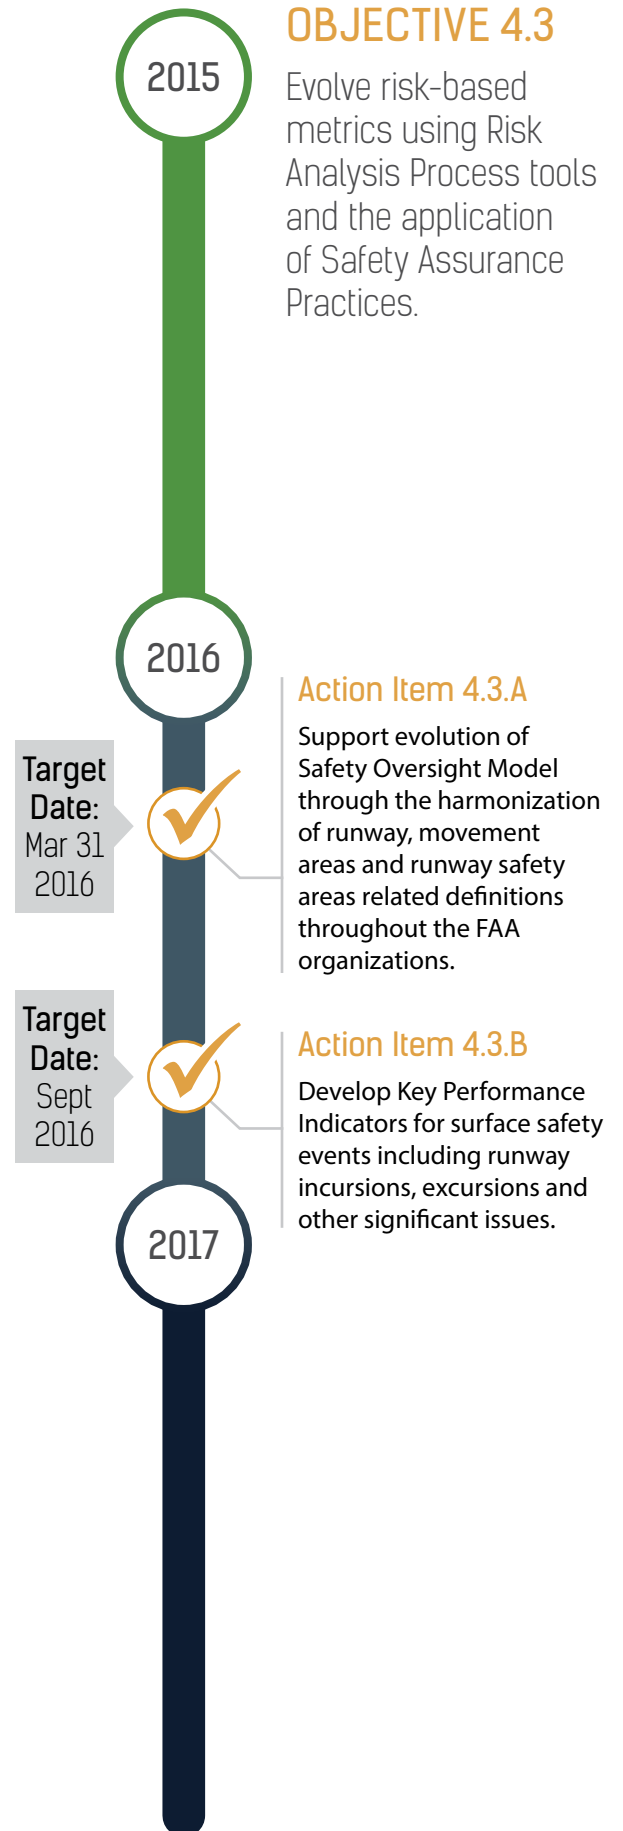 2015
OBJECTIVE 4.3
Evolve risk-based
metrics using Risk
Analysis Process tools
and the application
of Safety Assurance
Practices.
2016
Target
Date:
Mar 31
2016
Action Item 4.3.A
Support evolution of
Safety Oversight Model
through the harmonization
of runway, movement
areas and runway safety
areas related definitions
throughout the FAA
organizations.
Target
Date:
Sept
2016
Action Item 4.3.B
Develop Key Performance
Indicators for surface safety
events including runway
incursions, excursions and
other significant issues.
2017